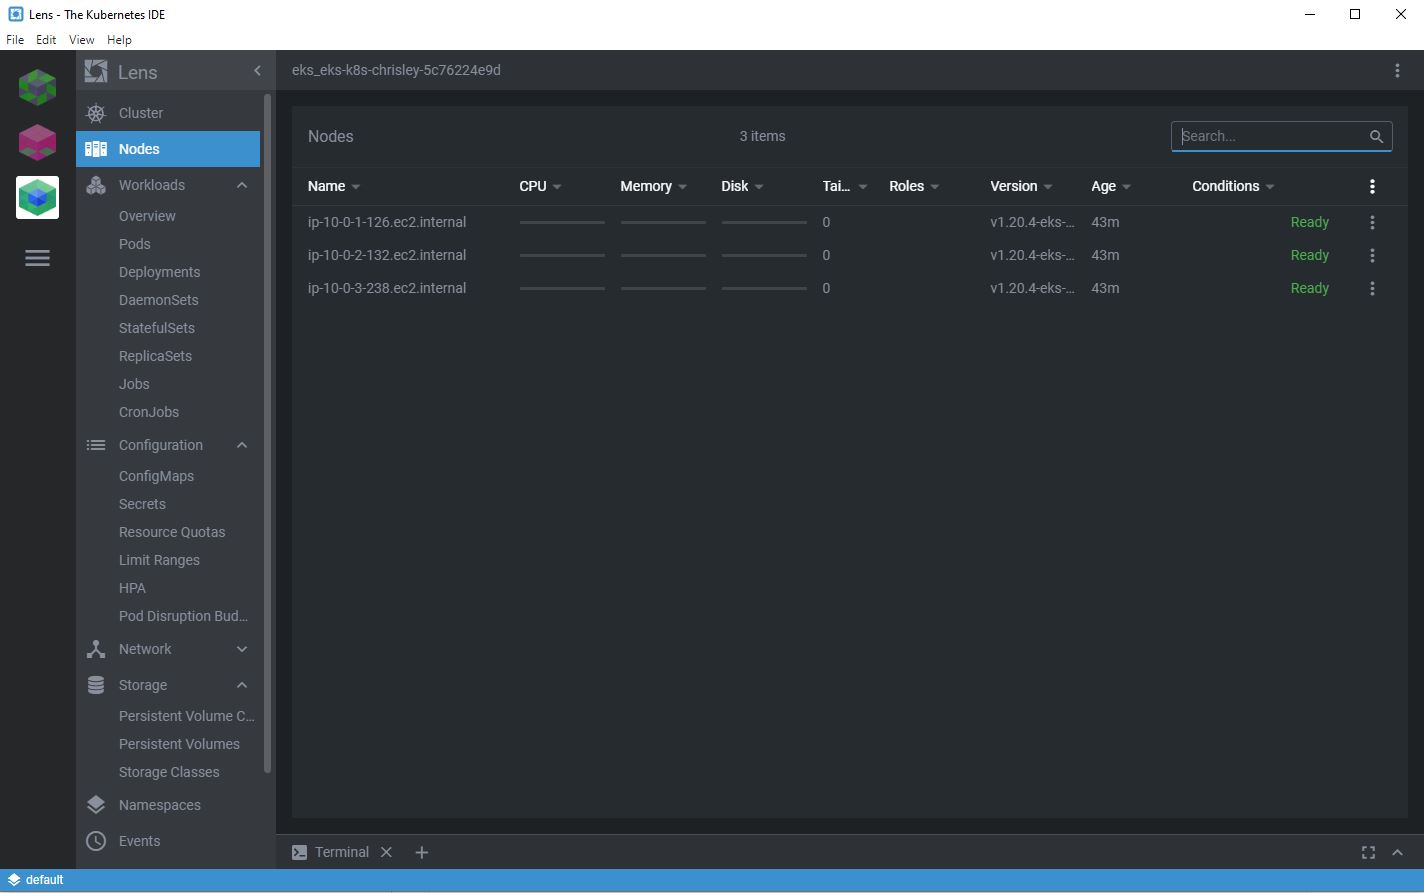 Lens - The Kubernetes IDE
File Edit View Help
Lens
Cluster
Nodes
Workloads
Overview
Pods
Deployments
DaemonSets
StatefulSets
ReplicaSets
Jobs
CronJobs
Configuration
ConfigMaps
Secrets
Resource Quotas
Limit Ranges
HPA
Pod Disruption Bud...
Network
Storage
Persistent Volume C...
Persistent Volumes
Storage Classes
Namespaces
Events
eks_eks-k8s-chrisley-5c76224e9d
Nodes 3 items Search...
Name CPU Memory Disk Tai... Roles Version Age Conditions
ip-10-0-1-126.ec2.internal 0 v1.20.4-eks-... 43m Ready
ip-10-0-2-132.ec2.internal 0 v1.20.4-eks-... 43m Ready
ip-10-0-3-238.ec2.internal 0 v1.20.4-eks-... 43m Ready
Terminal
default